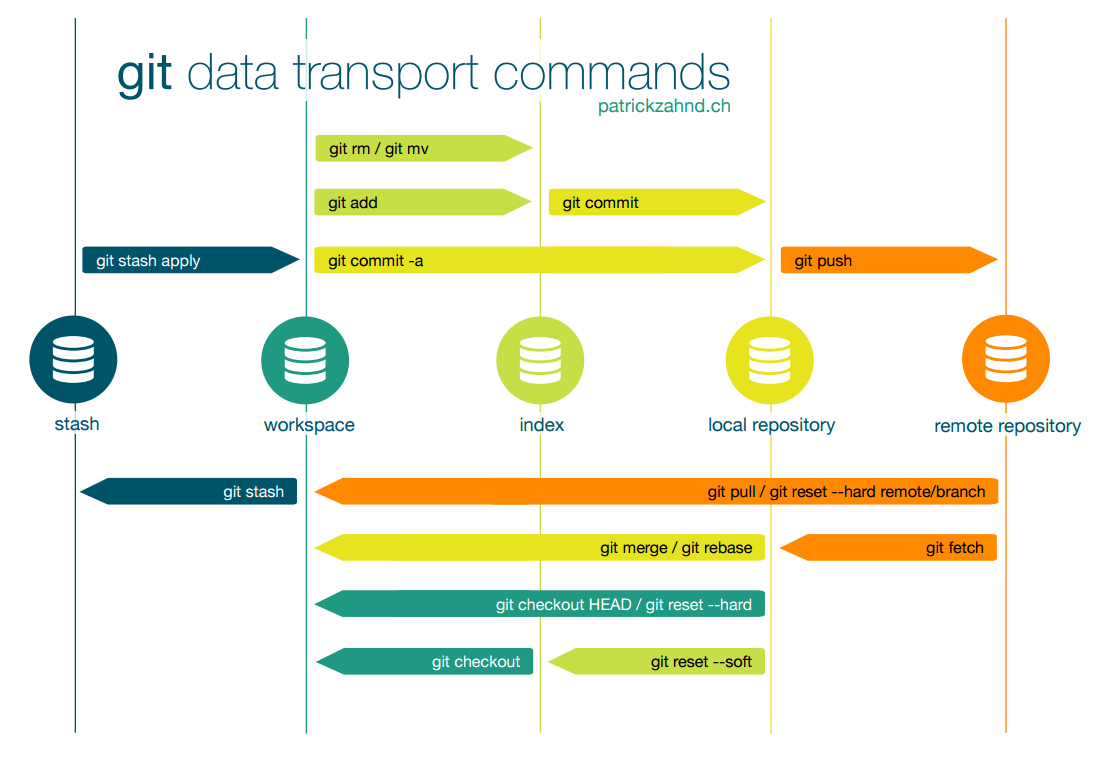 git data transport commands
patrickzahnd.ch
git rm / git mv
git add
git commit
git stash apply
git commit -a
git push
stash
workspace
index
local repository
remote repository
git stash
git pull / git reset --hard remote/branch
git merge / git rebase
git fetch
git checkout HEAD / git reset --hard
git checkout
git reset --soft